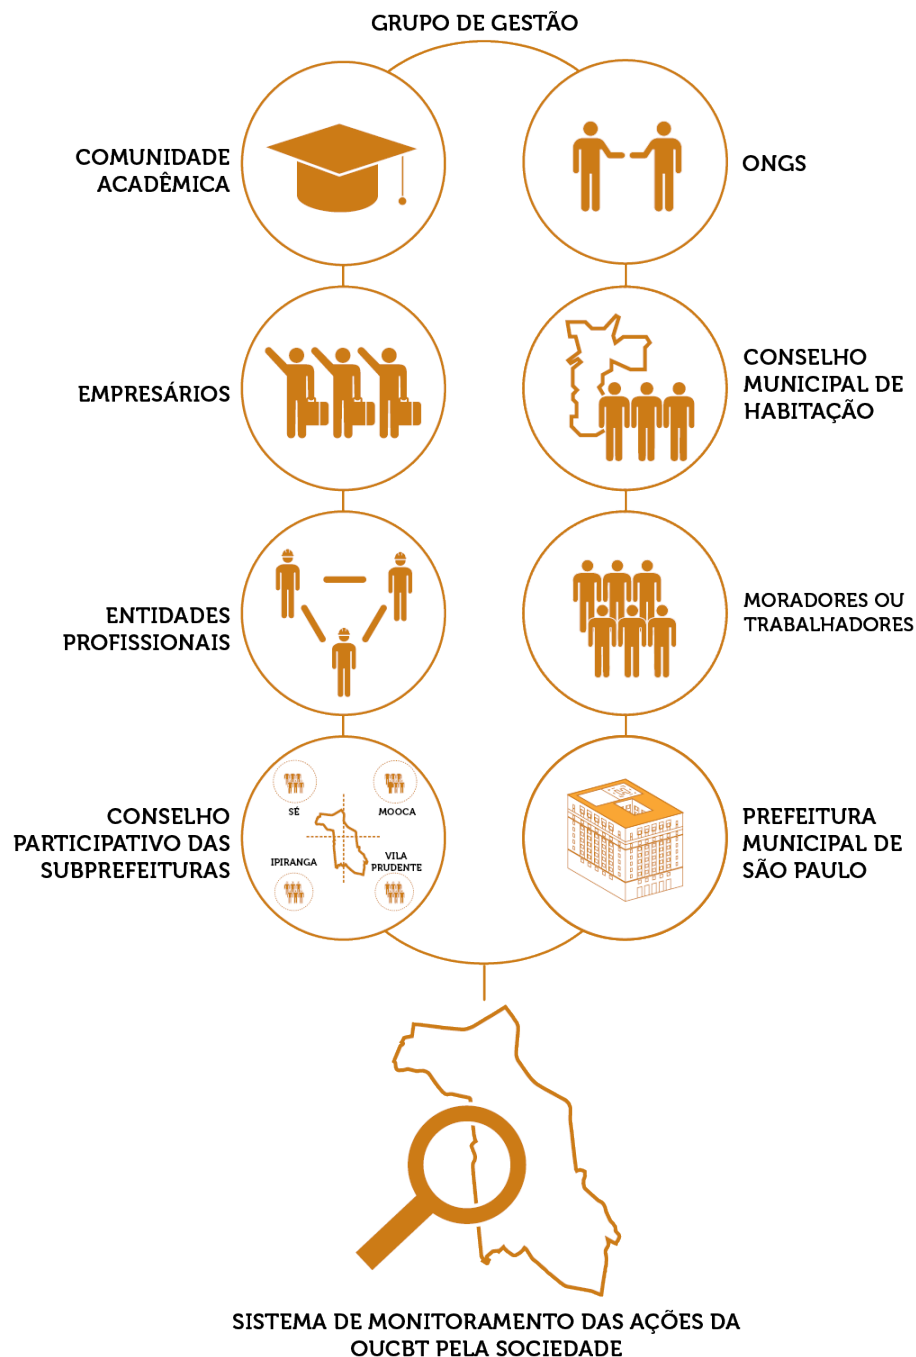 GRUPO DE GESTÃO
COMUNIDADE
ACADÊMICA
ONGS
EMPRESÁRIOS
CONSELHO
MUNICIPAL DE
HABITAÇÃO
ENTIDADES
PROFISSIONAIS
MORADORES OU
TRABALHADORES
CONSELHO
PARTICIPATIVO DAS
SUBPREFEITURAS
SÉ
MOOCA
IPIRANGA
VILA
PRUDENTE
PREFEITURA
MUNICIPAL DE
SÃO PAULO
SISTEMA DE MONITORAMENTO DAS AÇÕES DA
OUCBT PELA SOCIEDADE